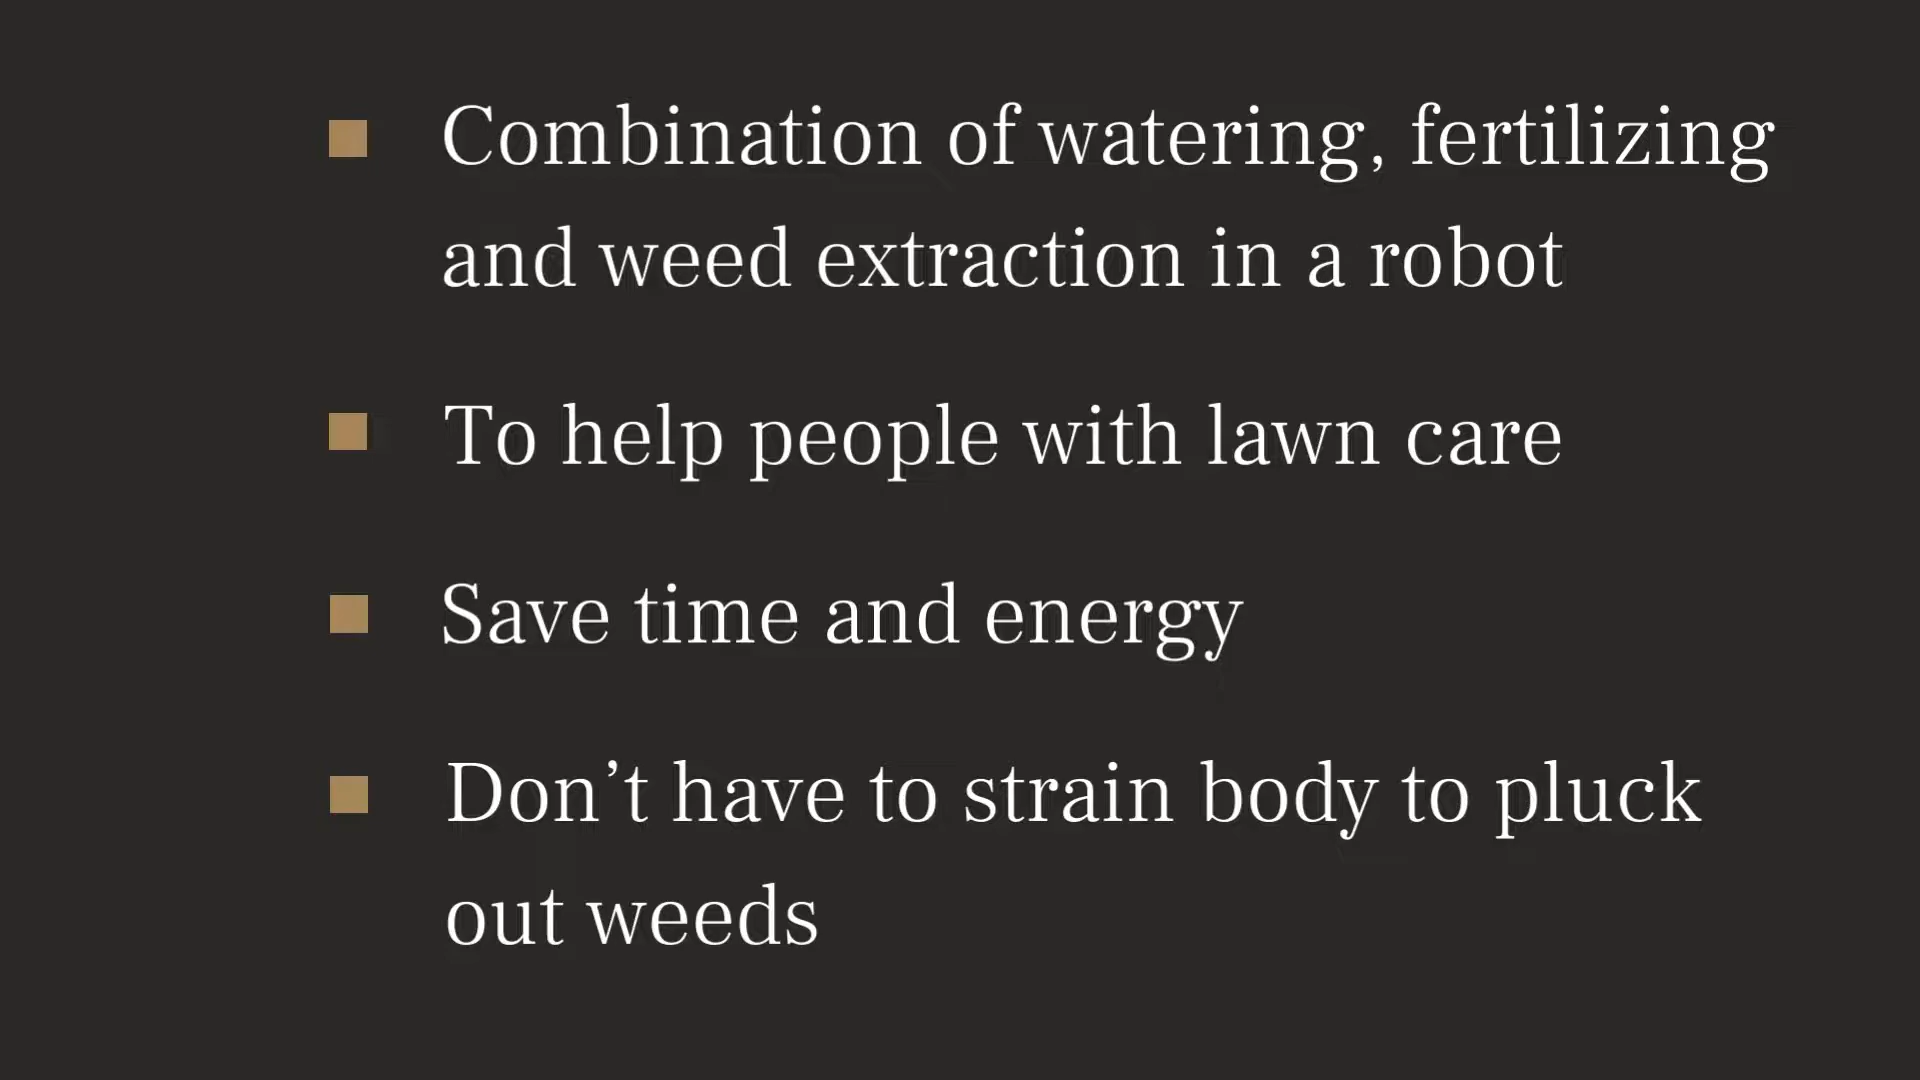 Combination of watering, fertilizing
and weed extraction in a robot
To help people with lawn care
Save time and energy
Don’t have to strain body to pluck
out weeds